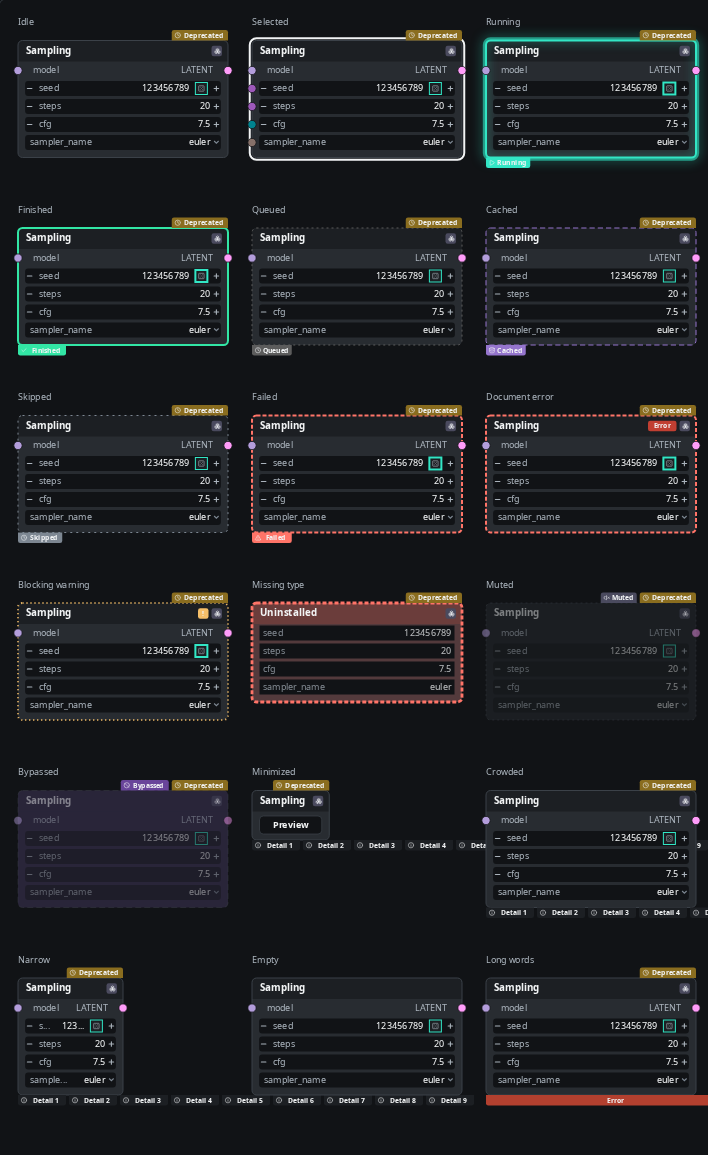 Idle
Deprecated
Sampling
model LATENT
seed 123456789
steps 20
cfg 7.5
sampler_name euler
Selected
Deprecated
Sampling
model LATENT
seed 123456789
steps 20
cfg 7.5
sampler_name euler
Running
Deprecated
Sampling
model LATENT
seed 123456789
steps 20
cfg 7.5
sampler_name euler
Running
Finished
Deprecated
Sampling
model LATENT
seed 123456789
steps 20
cfg 7.5
sampler_name euler
Finished
Queued
Deprecated
Sampling
model LATENT
seed 123456789
steps 20
cfg 7.5
sampler_name euler
Queued
Cached
Deprecated
Sampling
model LATENT
seed 123456789
steps 20
cfg 7.5
sampler_name euler
Cached
Skipped
Deprecated
Sampling
model LATENT
seed 123456789
steps 20
cfg 7.5
sampler_name euler
Skipped
Failed
Deprecated
Sampling
model LATENT
seed 123456789
steps 20
cfg 7.5
sampler_name euler
Failed
Document error
Deprecated
Sampling Error
model LATENT
seed 123456789
steps 20
cfg 7.5
sampler_name euler
Blocking warning
Deprecated
Sampling
model LATENT
seed 123456789
steps 20
cfg 7.5
sampler_name euler
Missing type
Deprecated
Uninstalled
seed 123456789
steps 20
cfg 7.5
sampler_name euler
Muted
Muted Deprecated
Sampling
model LATENT
seed 123456789
steps 20
cfg 7.5
sampler_name euler
Bypassed
Bypassed Deprecated
Sampling
model LATENT
seed 123456789
steps 20
cfg 7.5
sampler_name euler
Minimized
Deprecated
Sampling
Preview
Detail 1 Detail 2 Detail 3 Detail 4 Deta
Crowded
Deprecated
Sampling
model LATENT
seed 123456789
9
steps 20
cfg 7.5
sampler_name euler
Detail 1 Detail 2 Detail 3 Detail 4
Narrow
Deprecated
Sampling
model LATENT
s... 123...
steps 20
cfg 7.5
sample... euler
Detail 1 Detail 2 Detail 3 Detail 4 Detail 5 Detail 6 Detail 7 Detail 8 Detail 9
Empty
Sampling
model LATENT
seed 123456789
steps 20
cfg 7.5
sampler_name euler
Long words
Deprecated
Sampling
model LATENT
seed 123456789
steps 20
cfg 7.5
sampler_name euler
Error